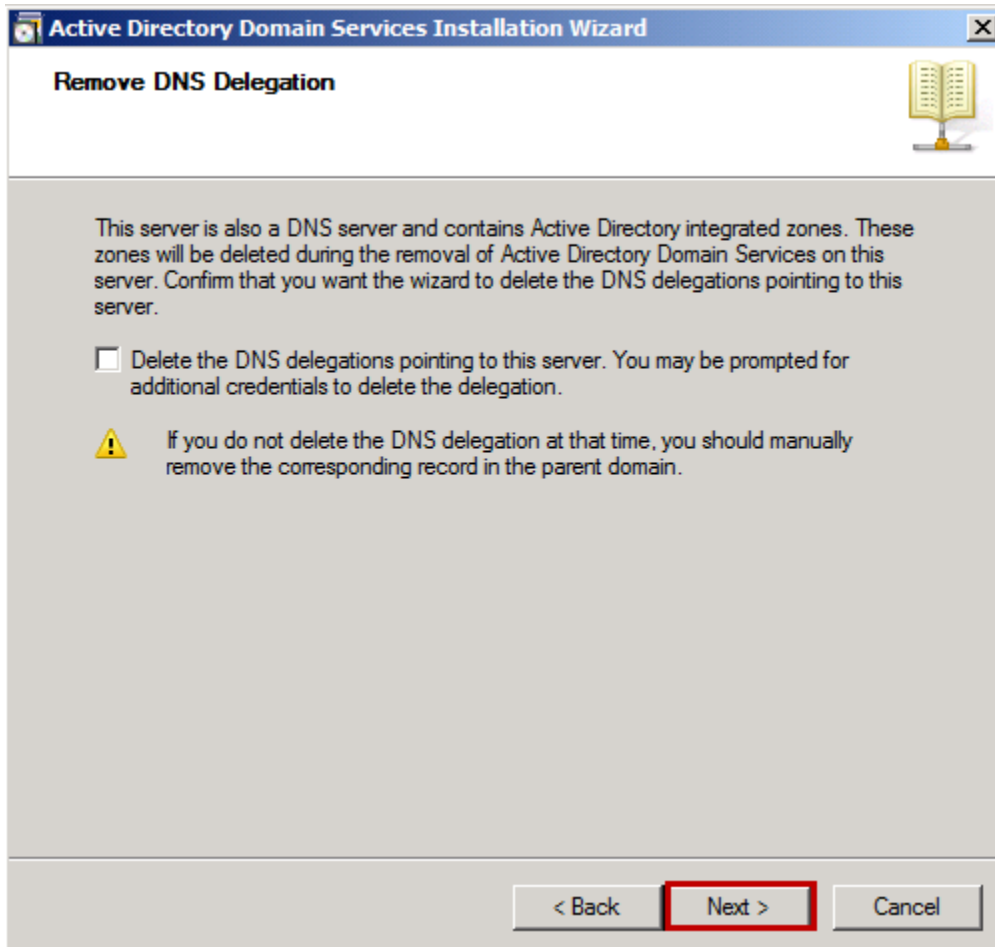 Active Directory Domain Services Installation Wizard
Remove DNS Delegation
This server is also a DNS server and contains Active Directory integrated zones. These
zones will be deleted during the removal of Active Directory Domain Services on this
server. Confirm that you want the wizard to delete the DNS delegations pointing to this
server.
Delete the DNS delegations pointing to this server. You may be prompted for
additional credentials to delete the delegation.
If you do not delete the DNS delegation at that time, you should manually
remove the corresponding record in the parent domain.
< Back Next > Cancel